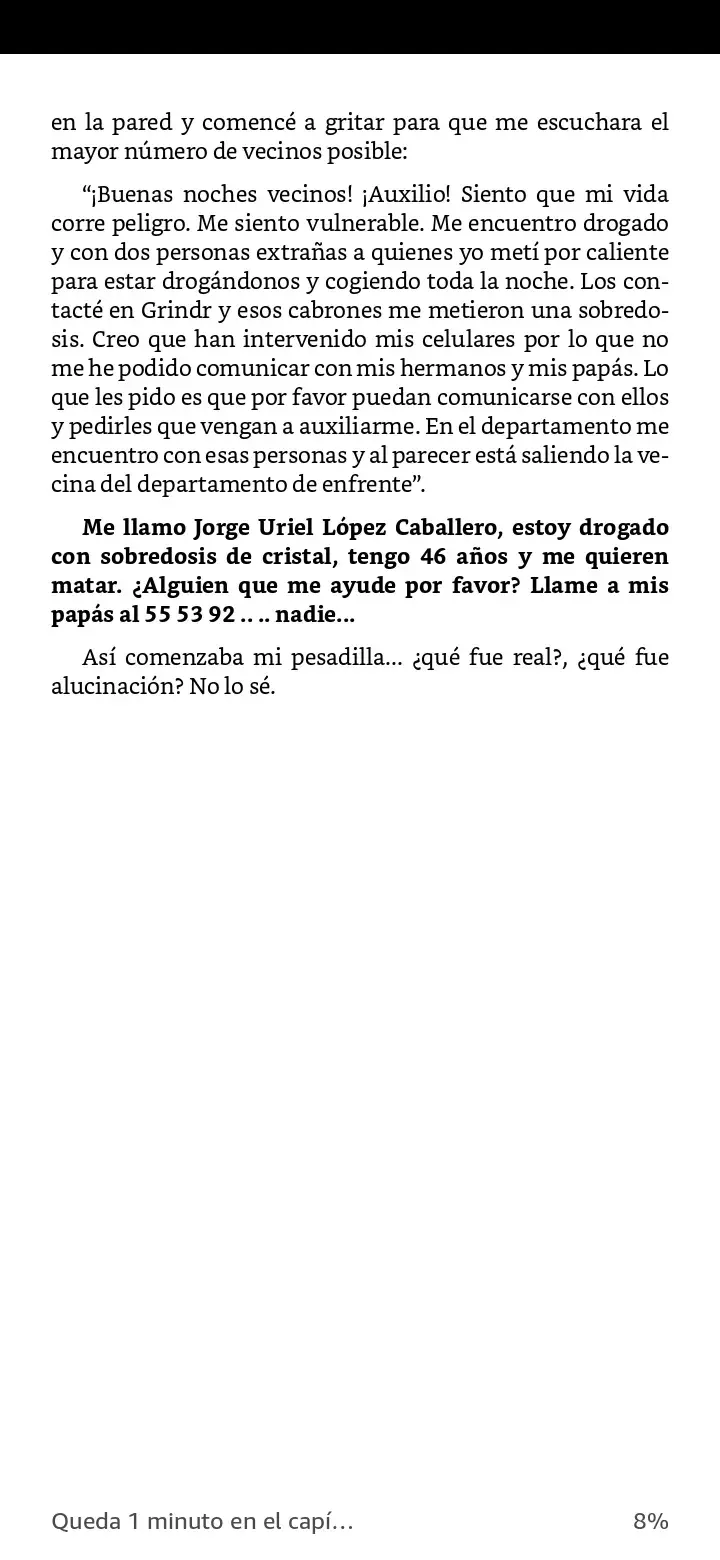 en la pared y comencé a gritar para que me escuchara el
mayor número de vecinos posible:
“¡Buenas noches vecinos! ¡Auxilio! Siento que mi vida
corre peligro. Me siento vulnerable. Me encuentro drogado
y con dos personas extrañas a quienes yo metí por caliente
para estar drogándonos y cogiendo toda la noche. Los con-
tacté en Grindr y esos cabrones me metieron una sobredo-
sis. Creo que han intervenido mis celulares por lo que no
me he podido comunicar con mis hermanos y mis papás. Lo
que les pido es que por favor puedan comunicarse con ellos
y pedirles que vengan a auxiliarme. En el departamento me
encuentro con esas personas y al parecer está saliendo la ve-
cina del departamento de enfrente”.
Me llamo Jorge Uriel López Caballero, estoy drogado
con sobredosis de cristal, tengo 46 años y me quieren
matar. ¿Alguien que me ayude por favor? Llame a mis
papás al 55 53 92 .. .. nadie...
Así comenzaba mi pesadilla... ¿qué fue real?, ¿qué fue
alucinación? No lo sé.
Queda 1 minuto en el capí... 8%